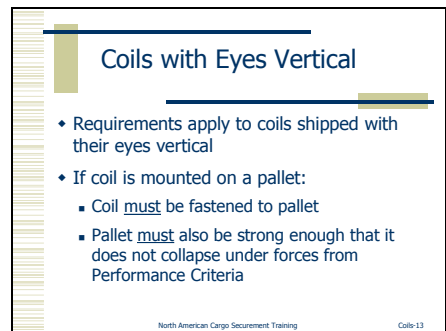 Coils with Eyes Vertical
◆ Requirements apply to coils shipped with
their eyes vertical
◆ If coil is mounted on a pallet:
■ Coil must be fastened to pallet
■ Pallet must also be strong enough that it
does not collapse under forces from
Performance Criteria
North American Cargo Securement Training Coils-13